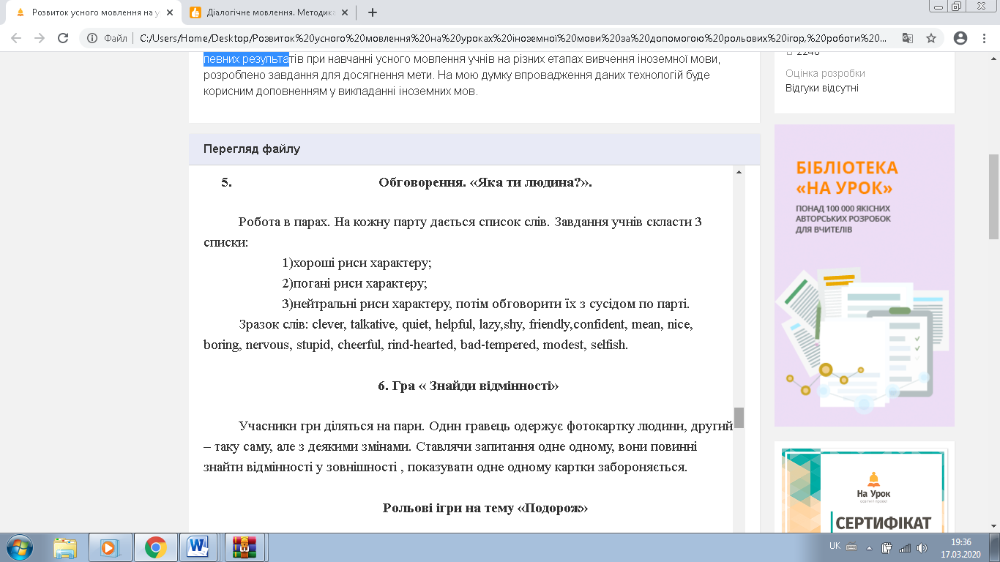 Розвиток усного мовлення на у
Діалогічне мовлення. Методика
Файл
C:/Users/Home/Desktop/Розвиток%20усного%20мовлення%20на%20уроках%20іноземної%20мови%20за%20допомогою%20рольових%20ігор,%20роботи%20...
певних результатів при навчанні усного мовлення учнів на різних етапах вивчення іноземної мови,
розроблено завдання для досягнення мети. На мою думку впровадження даних технологій буде
корисним доповненням у викладанні іноземних мов.
2248
Оцінка розробки
Відгуки відсутні
Перегляд файлу
5. Обговорення. «Яка ти людина?».
Робота в парах. На кожну парту дається список слів. Завдання учнів скласти 3
списки:
1)хороші риси характеру;
2)погані риси характеру;
3)нейтральні риси характеру, потім обговорити їх з сусідом по парті.
Зразок слів: clever, talkative, quiet, helpful, lazy,shy, friendly,confident, mean, nice,
boring, nervous, stupid, cheerful, rind-hearted, bad-tempered, modest, selfish.
6. Гра « Знайди відмінності»
Учасники гри діляться на пари. Один гравець одержує фотокартку людини, другий
– таку саму, але з деякими змінами. Ставлячи запитання одне одному, вони повинні
знайти відмінності у зовнішності , показувати одне одному картки забороняється.
Рольові ігри на тему «Подорож»
БІБЛІОТЕКА
«НА УРОК»
ПОНАД 100 000 ЯКІСНИХ
АВТОРСЬКИХ РОЗРОБОК
ДЛЯ ВЧИТЕЛІВ
На Урок
СЕРТИФІКАТ
UK
19:36
17.03.2020